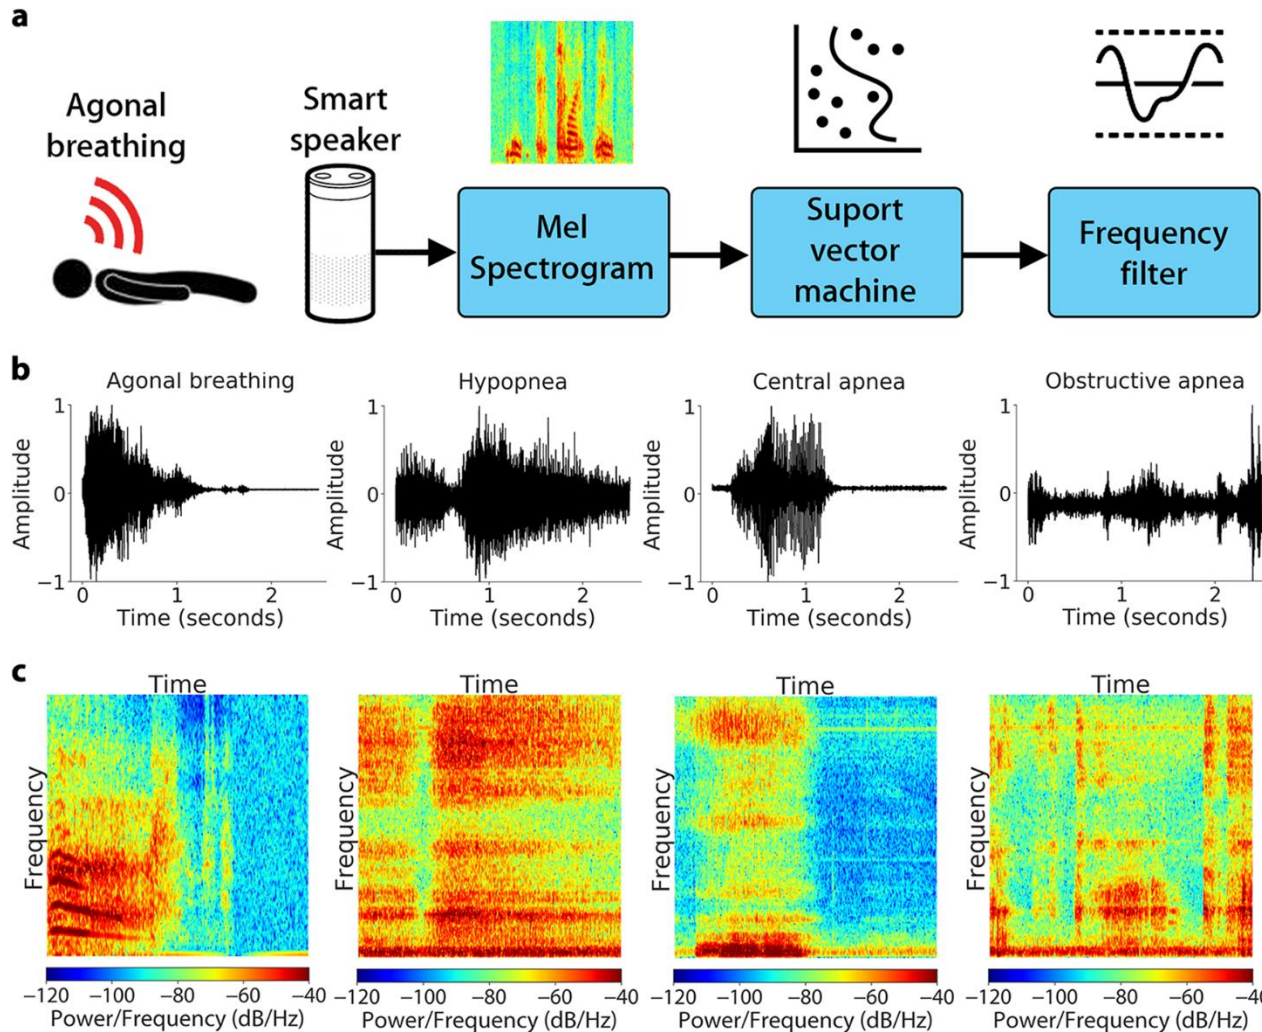 a
Agonal
breathing
Smart
speaker
Mel
Spectrogram
Suport
vector
machine
Frequency
filter
b
Agonal breathing
Hypopnea
Central apnea
Obstructive apnea
1
0
−1
Amplitude
0 1 2
Time (seconds)
1
0
−1
Amplitude
0 1 2
Time (seconds)
1
0
−1
Amplitude
0 1 2
Time (seconds)
1
0
−1
Amplitude
0 1 2
Time (seconds)
c
Time
Frequency
−120 −100 −80 −60 −40
Power/Frequency (dB/Hz)
Time
Frequency
−120 −100 −80 −60 −40
Power/Frequency (dB/Hz)
Time
Frequency
−120 −100 −80 −60 −40
Power/Frequency (dB/Hz)
Time
Frequency
−120 −100 −80 −60 −40
Power/Frequency (dB/Hz)